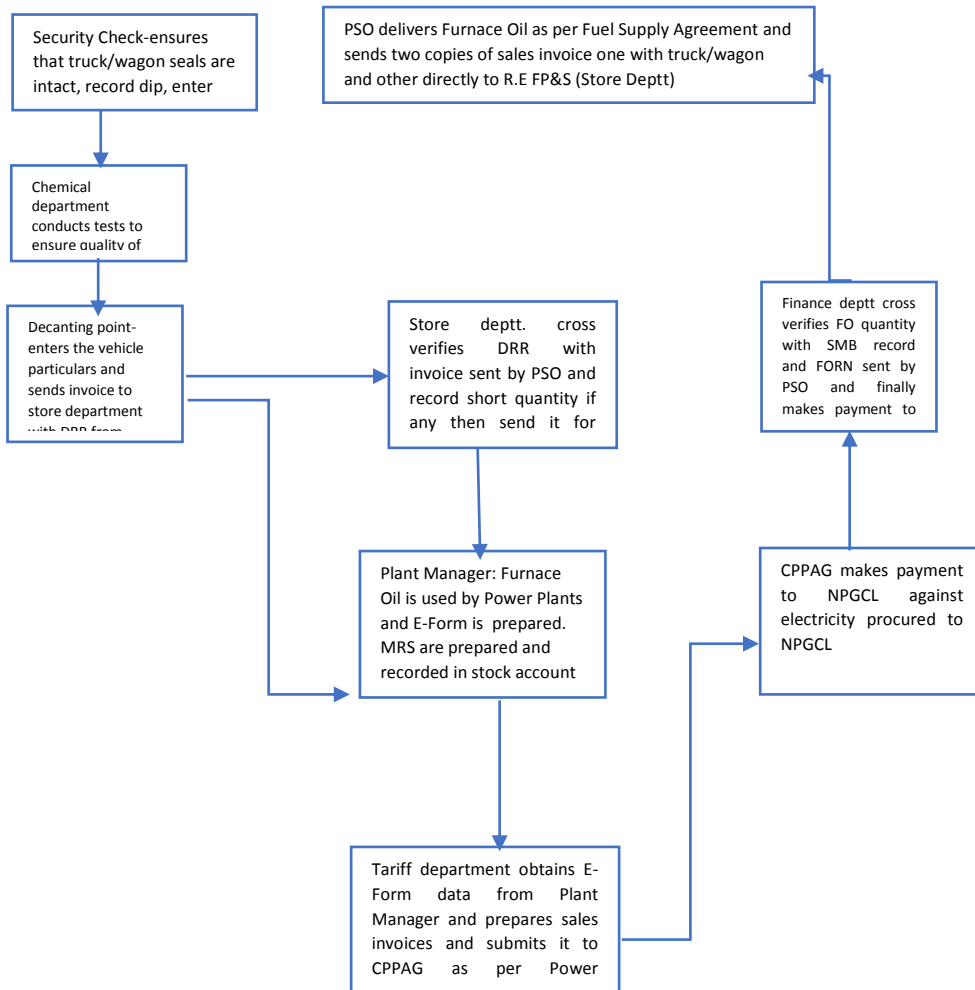 Security Check-ensures
that truck/wagon seals are
intact, record dip, enter
PSO delivers Furnace Oil as per Fuel Supply Agreement and
sends two copies of sales invoice one with truck/wagon
and other directly to R.E FP&S (Store Deptt)
Chemical
department
conducts tests to
ensure quality of
Decanting point-
enters the vehicle
particulars and
sends invoice to
store department
with DRR from
Store deptt. cross
verifies DRR with
invoice sent by PSO and
record short quantity if
any then send it for
Finance deptt cross
verifies FO quantity
with SMB record
and FORN sent by
PSO and finally
makes payment to
Plant Manager: Furnace
Oil is used by Power Plants
and E-Form is prepared.
MRS are prepared and
recorded in stock account
CPPAG makes payment
to NPGCL against
electricity procured to
NPGCL
Tariff department obtains E-
Form data from Plant
Manager and prepares sales
invoices and submits it to
CPPAG as per Power